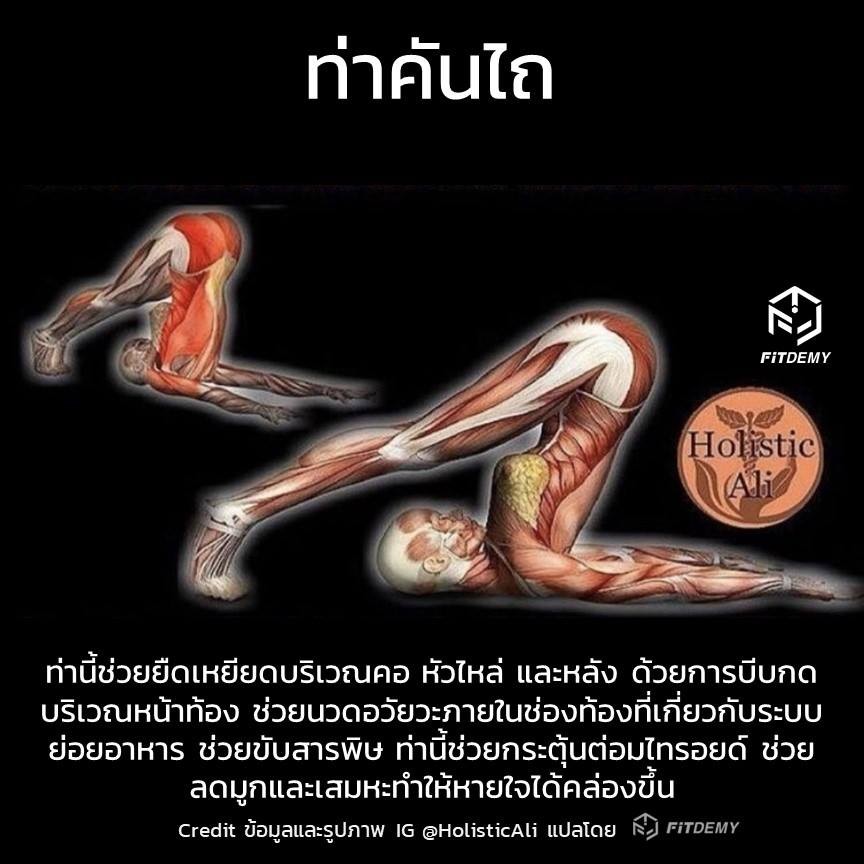 ท่าคันไถ
FiTDEMY
Holistic
Ali
ท่านี้ช่วยยืดเหยียดบริเวณคอ หัวไหล่ และหลัง ด้วยการบีบกด
บริเวณหน้าท้อง ช่วยนวดอวัยวะภายในช่องท้องที่เกี่ยวกับระบบ
ย่อยอาหาร ช่วยขับสารพิษ ท่านี้ช่วยกระตุ้นต่อมไทรอยด์ ช่วย
ลดมูกและเสมหะทำให้หายใจได้คล่องขึ้น
Credit ข้อมูลและรูปภาพ IG @HolisticAli แปลโดย FiTDEMY